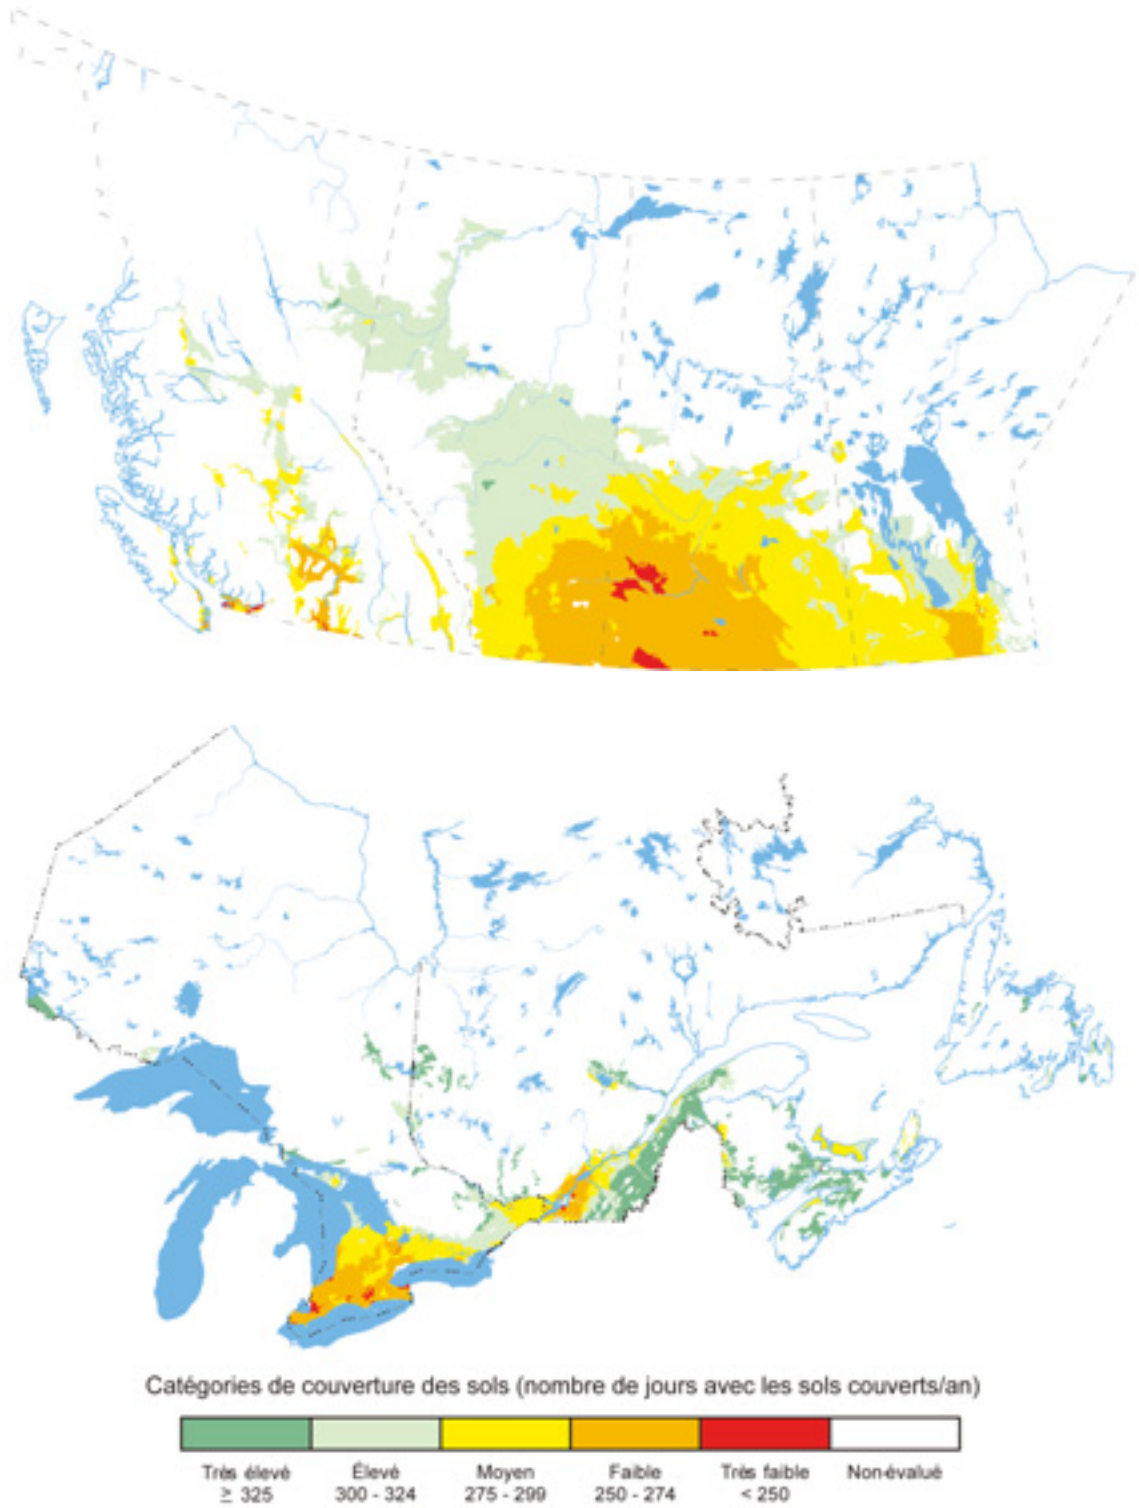 Catégories de couverture des sols (nombre de jours avec les sols couverts/an)
Très élevé Élevé Moyen Faible Très faible Non-évalué
≥ 325 300 - 324 275 - 299 250 - 274 < 250